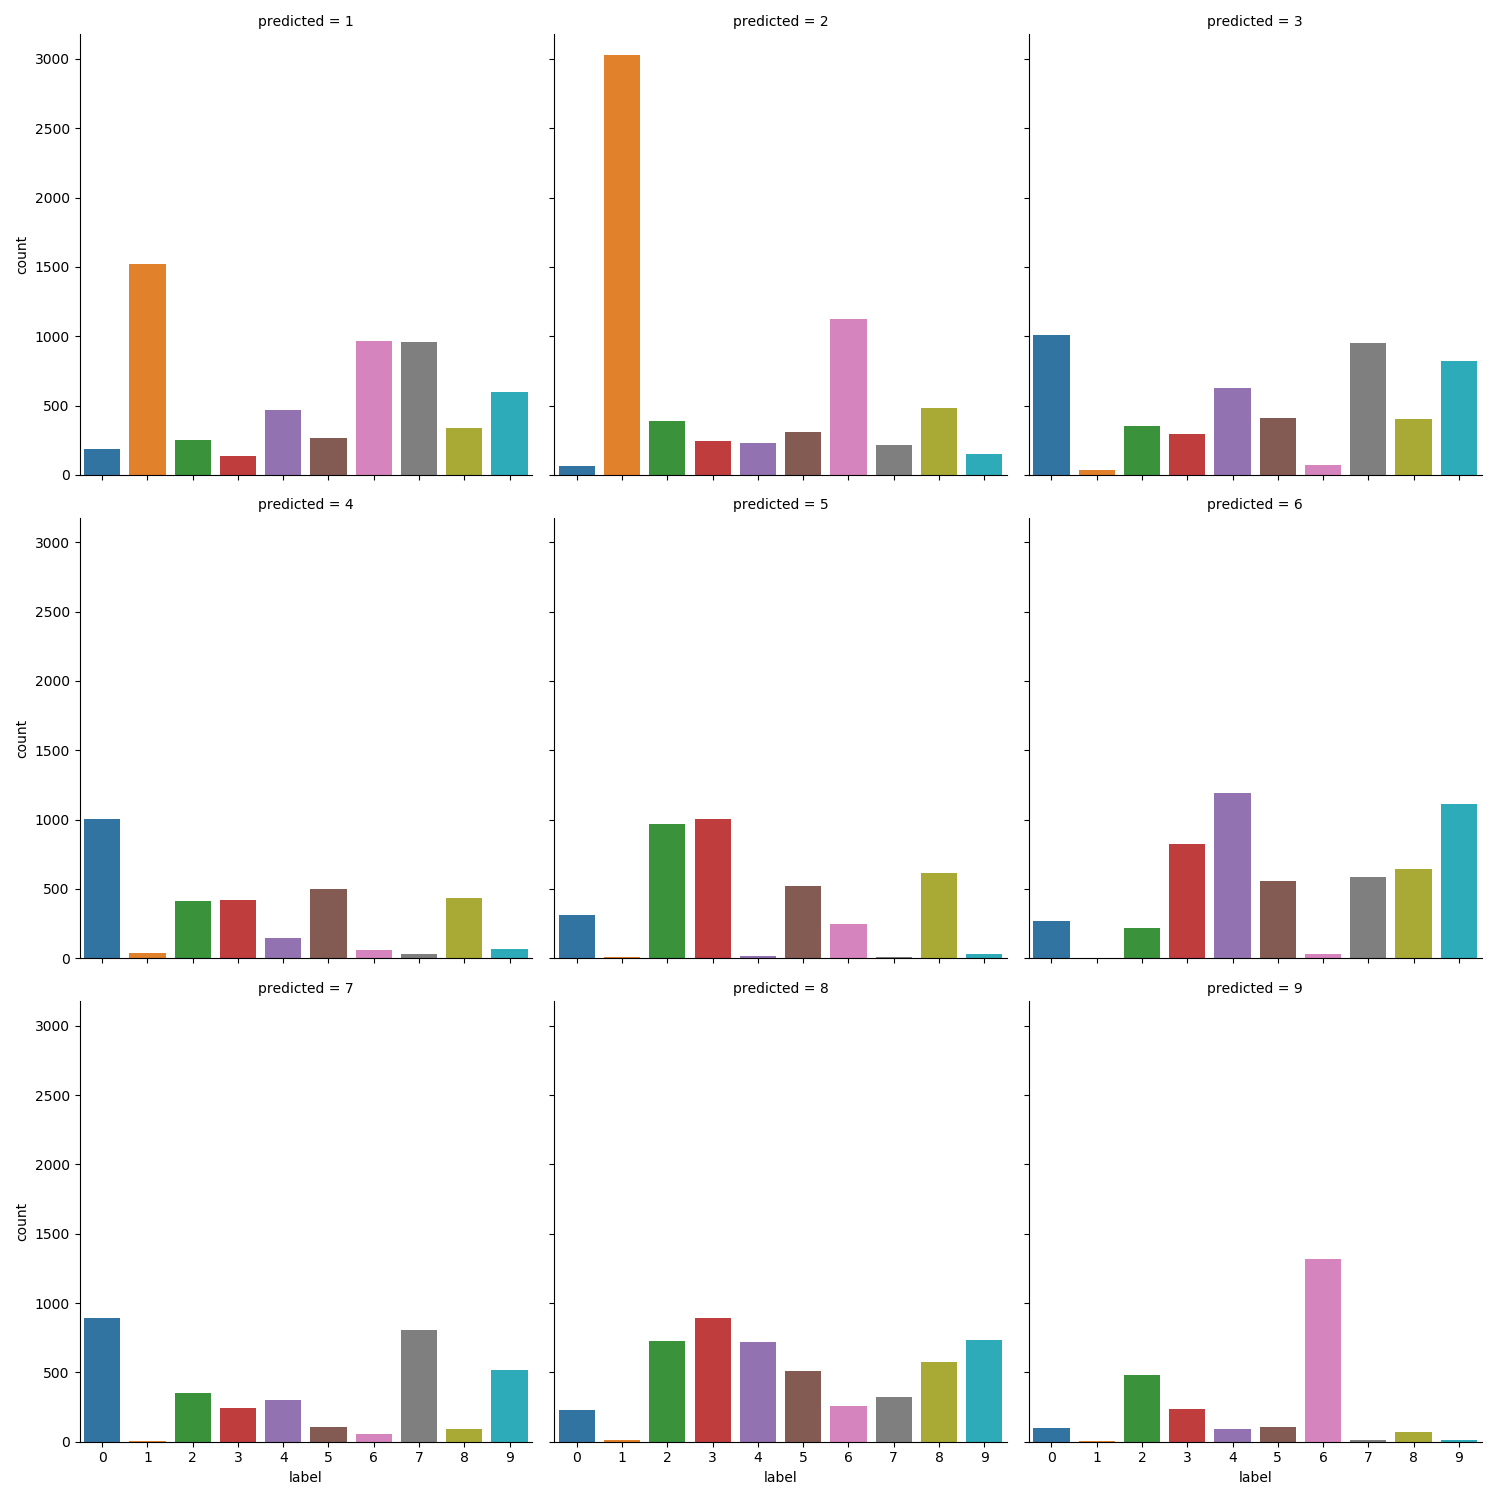 predicted = 1
predicted = 2
predicted = 3
3000
2500
2000
1500
1000
500
0
count
predicted = 4
predicted = 5
predicted = 6
3000
2500
2000
1500
1000
500
0
count
predicted = 7
predicted = 8
predicted = 9
3000
2500
2000
1500
1000
500
0
count
0 1 2 3 4 5 6 7 8 9
label
0 1 2 3 4 5 6 7 8 9
label
0 1 2 3 4 5 6 7 8 9
label